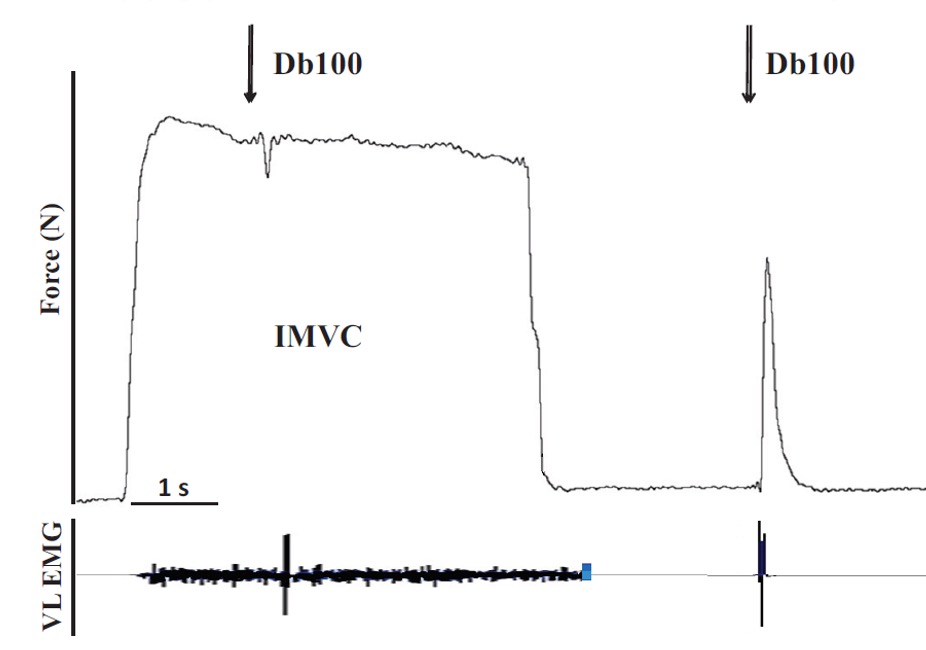 Db100
Db100
Force (N)
IMVC
1 s
VL EMG